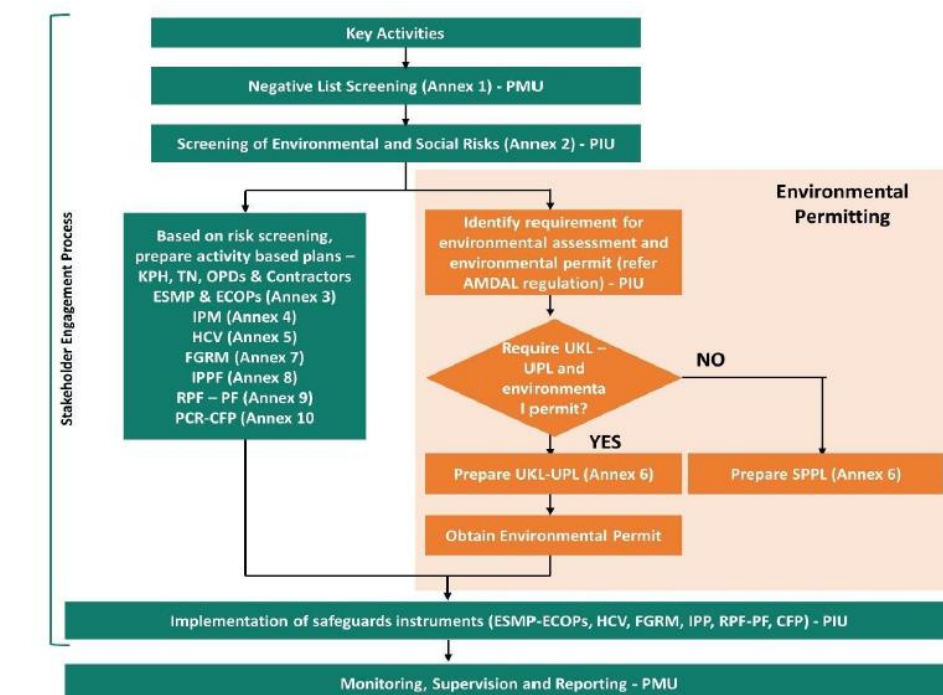 Stakeholder Engagement Process
Key Activities
Negative List Screening (Annex 1) - PMU
Screening of Environmental and Social Risks (Annex 2) - PIU
Based on risk screening,
prepare activity based plans –
KPH, TN, OPDs & Contractors
ESMP & ECOPs (Annex 3)
IPM (Annex 4)
HCV (Annex 5)
FGRM (Annex 7)
IPPF (Annex 8)
RPF – PF (Annex 9)
PCR-CFP (Annex 10
Environmental
Permitting
Identify requirement for
environmental assessment and
environmental permit (refer
AMDAL regulation) - PIU
Require UKL –
UPL and
environmenta
l permit?
NO
YES
Prepare UKL-UPL (Annex 6)
Prepare SPPL (Annex 6)
Obtain Environmental Permit
Implementation of safeguards instruments (ESMP-ECOPs, HCV, FGRM, IPP, RPF-PF, CFP) - PIU
Monitoring, Supervision and Reporting - PMU